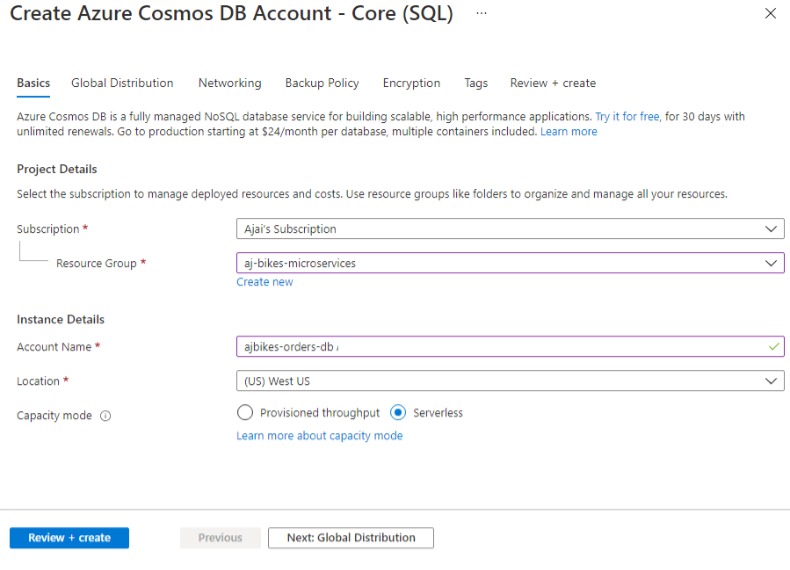 Create Azure Cosmos DB Account - Core (SQL) ...
Basics Global Distribution Networking Backup Policy Encryption Tags Review + create
Azure Cosmos DB is a fully managed NoSQL database service for building scalable, high performance applications. Try it for free, for 30 days with
unlimited renewals. Go to production starting at $24/month per database, multiple containers included. Learn more
Project Details
Select the subscription to manage deployed resources and costs. Use resource groups like folders to organize and manage all your resources.
Subscription * Ajai's Subscription
Resource Group * aj-bikes-microservices
Create new
Instance Details
Account Name * ajbikes-orders-db
Location * (US) West US
Capacity mode Provisioned throughput Serverless
Learn more about capacity mode
Review + create Previous Next: Global Distribution